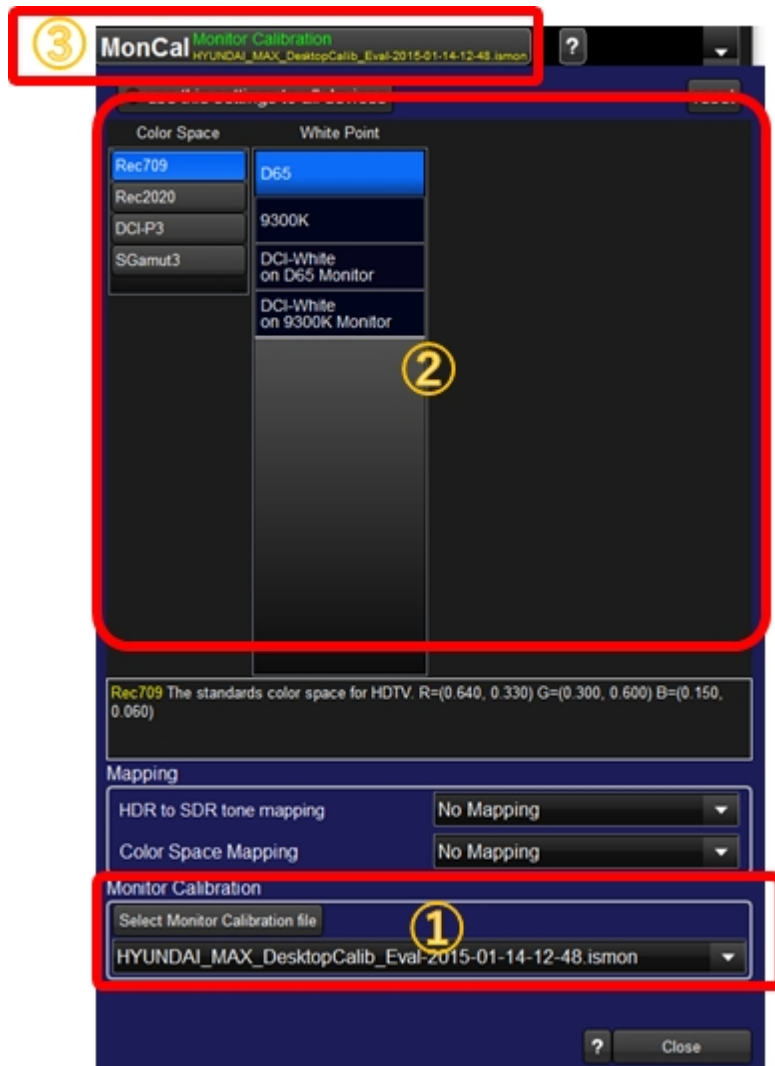 ③
MonCal Monitor Calibration
HYUNDAI_MAX_DesktopCalib_Eval-2015-01-14-12-48.ismon
?
Color Space White Point
Rec709
Rec2020
DCI-P3
SGamut3
D65
9300K
DCI-White
on D65 Monitor
DCI-White
on 9300K Monitor
②
Rec709 The standards color space for HDTV. R=(0.640, 0.330) G=(0.300, 0.600) B=(0.150,
0.060)
Mapping
HDR to SDR tone mapping No Mapping
Color Space Mapping No Mapping
Monitor Calibration
Select Monitor Calibration file
①
HYUNDAI_MAX_DesktopCalib_Eval-2015-01-14-12-48.ismon
? Close